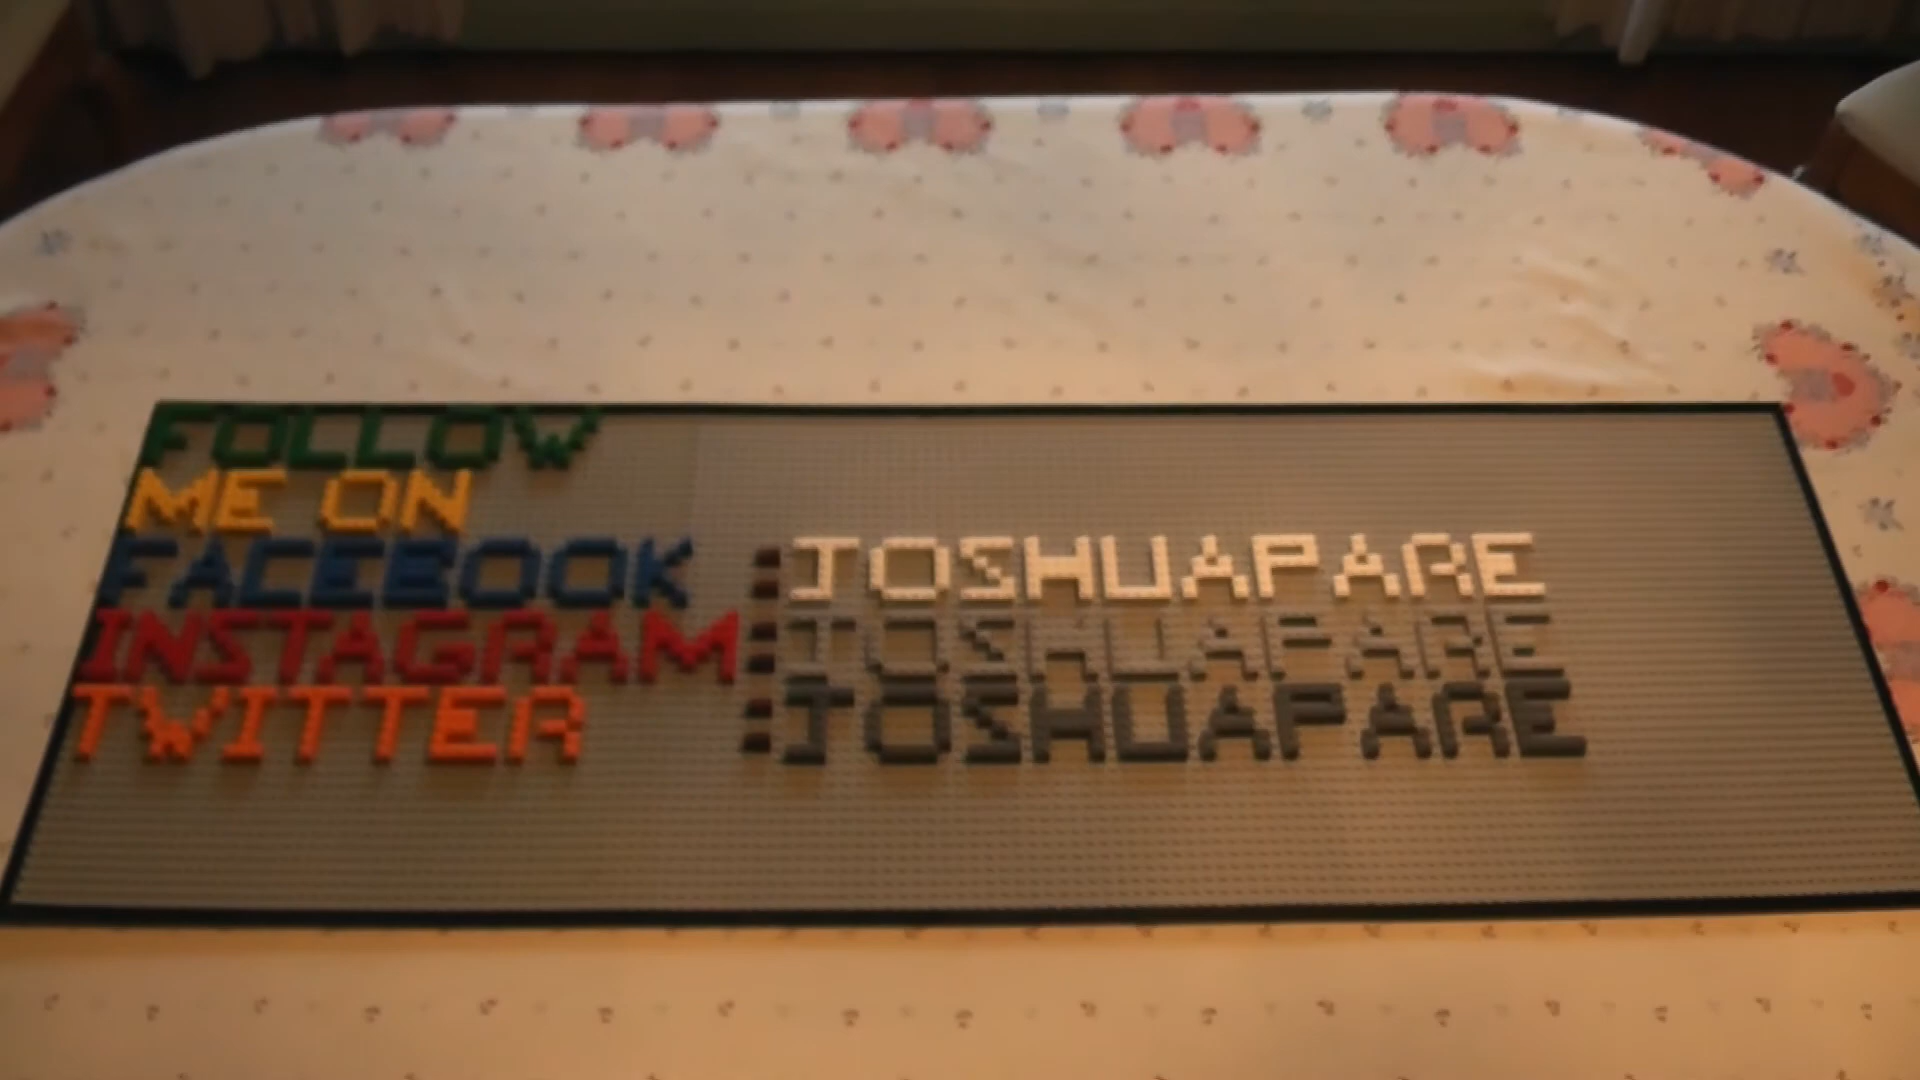 FOLLOW
ME ON
FACEBOOK : JOSHUAPARE
INSTAGRAM : JOSHUAPARE
TWITTER : JOSHUAPARE